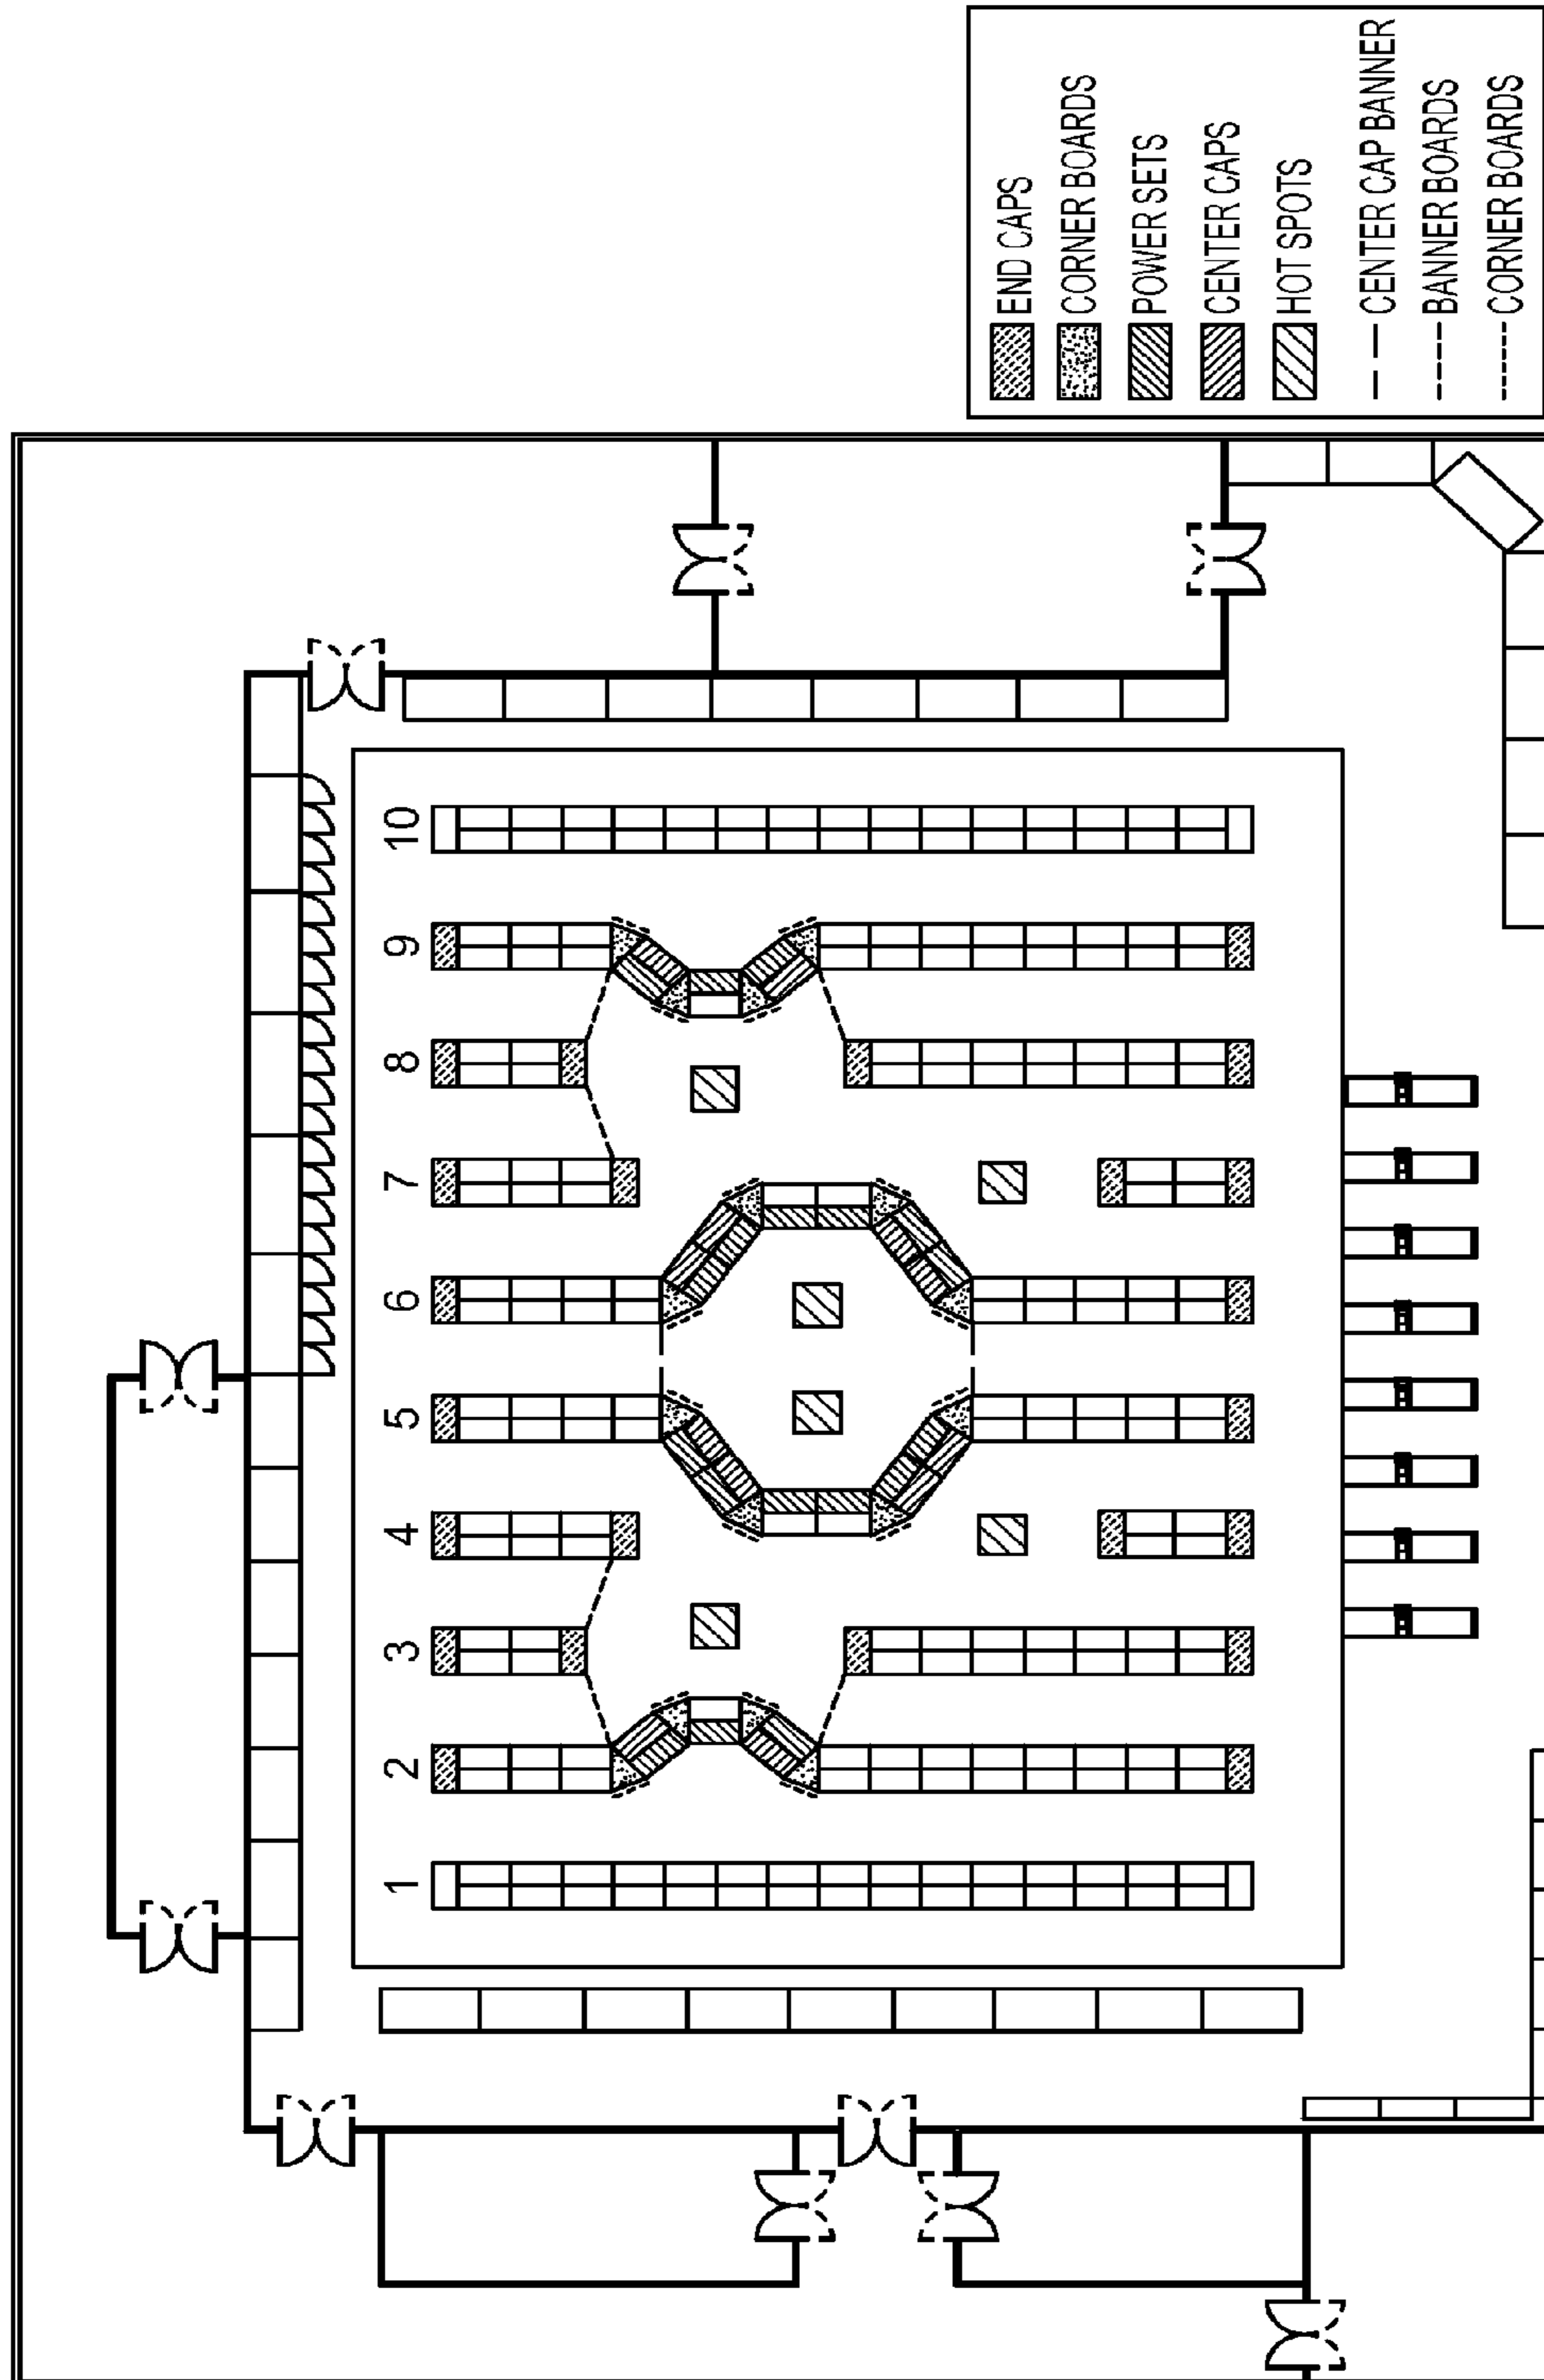 1
2
3
4
5
6
7
8
9
10
END CAPS
CORNER BOARDS
POWER SETS
CENTER CAPS
HOT SPOTS
CENTER CAP BANNER
BANNER BOARDS
CORNER BOARDS